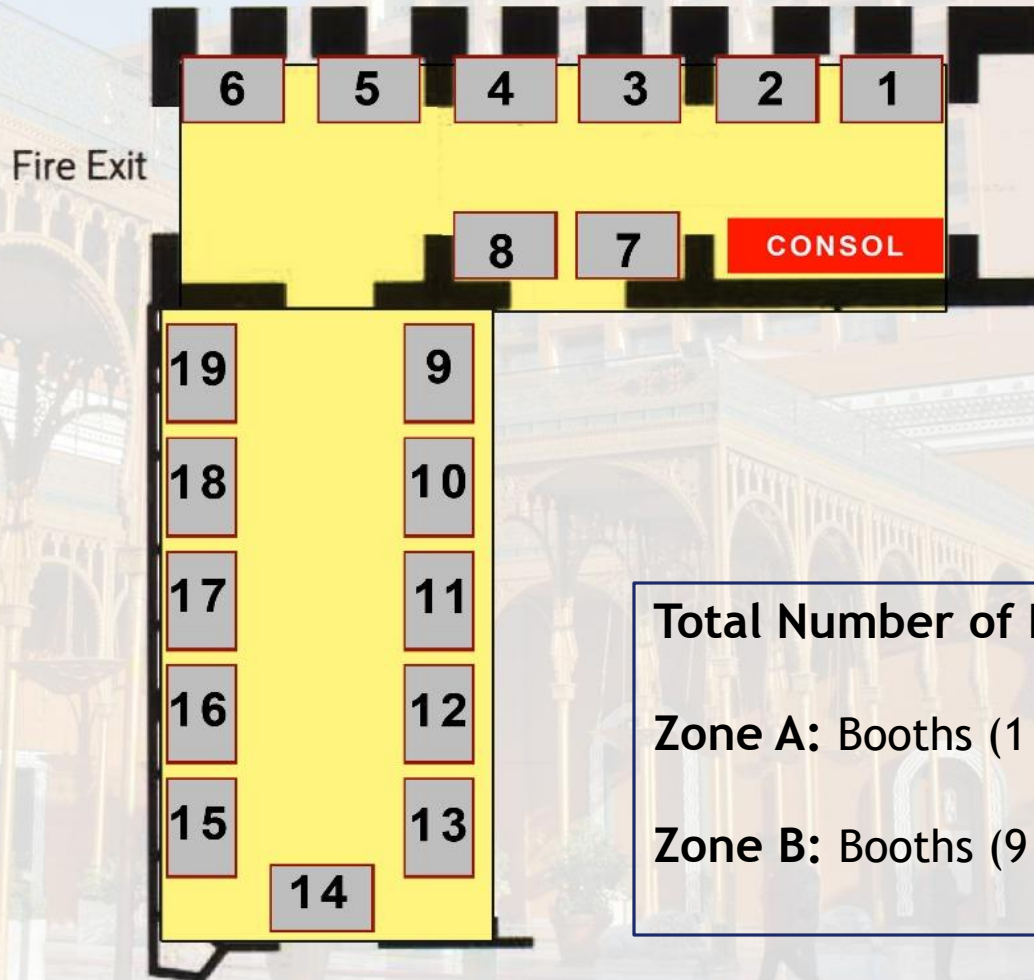 6 5 4 3 2 1
Fire Exit
8 7 CONSOL
19 9
18 10
17 11
16 12
15 13
14
Total Number of
Zone A: Booths (1
Zone B: Booths (9